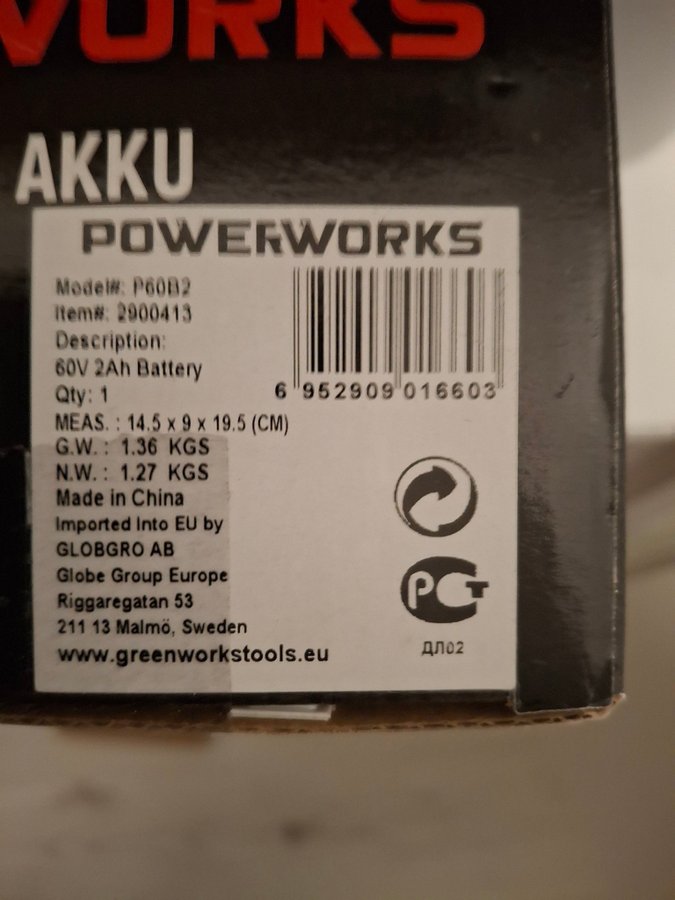 WORKS
AKKU
POWERWORKS
Model#: P60B2
Item#: 2900413
Description:
60V 2Ah Battery
Qty: 1
6 952909 016603
MEAS. : 14.5 x 9 x 19.5 (CM)
G.W. : 1.36 KGS
N.W. : 1.27 KGS
Made in China
Imported Into EU by
GLOBGRO AB
Globe Group Europe
Riggaregatan 53
211 13 Malmö, Sweden
www.greenworkstools.eu
РСТ
ДЛ02